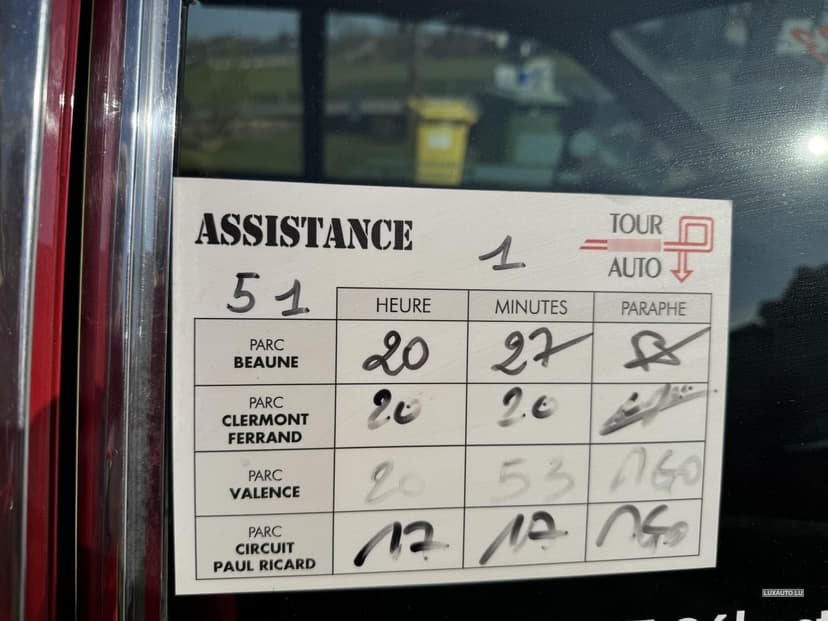 ASSISTANCE
TOUR
AUTO
1
51
HEURE MINUTES PARAPHE
PARC
BEAUNE
20 27
PARC
CLERMONT
FERRAND
20 20
PARC
VALENCE
20 53
PARC
CIRCUIT
PAUL RICARD
17 17
LUXAUTO.LU